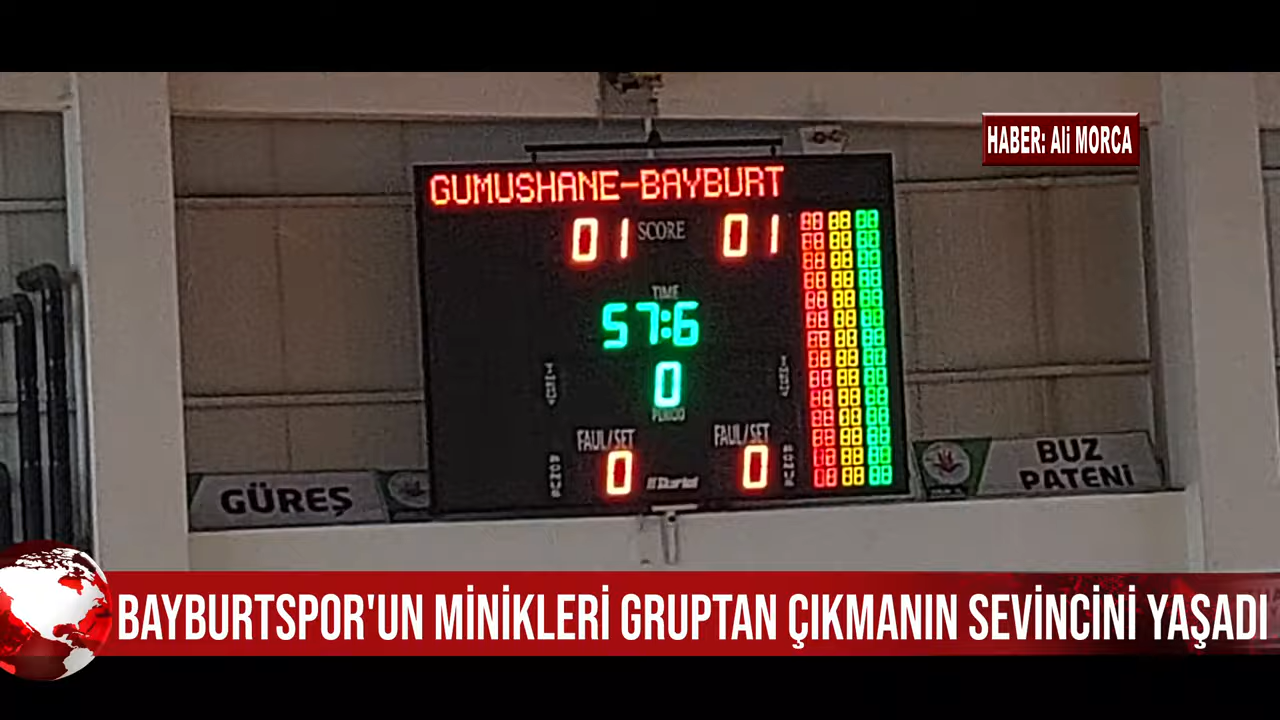 HABER: Ali MORCA
GUMUSHANE-BAYBURT
01 SCORE 01
TIME
57:6
0
PERIOD
FAUL/SET FAUL/SET
0 0
GÜREŞ
BUZ
PATENİ
BAYBURTSPOR'UN MİNİKLERİ GRUPTAN ÇIKMANIN SEVİNCİNİ YAŞADI